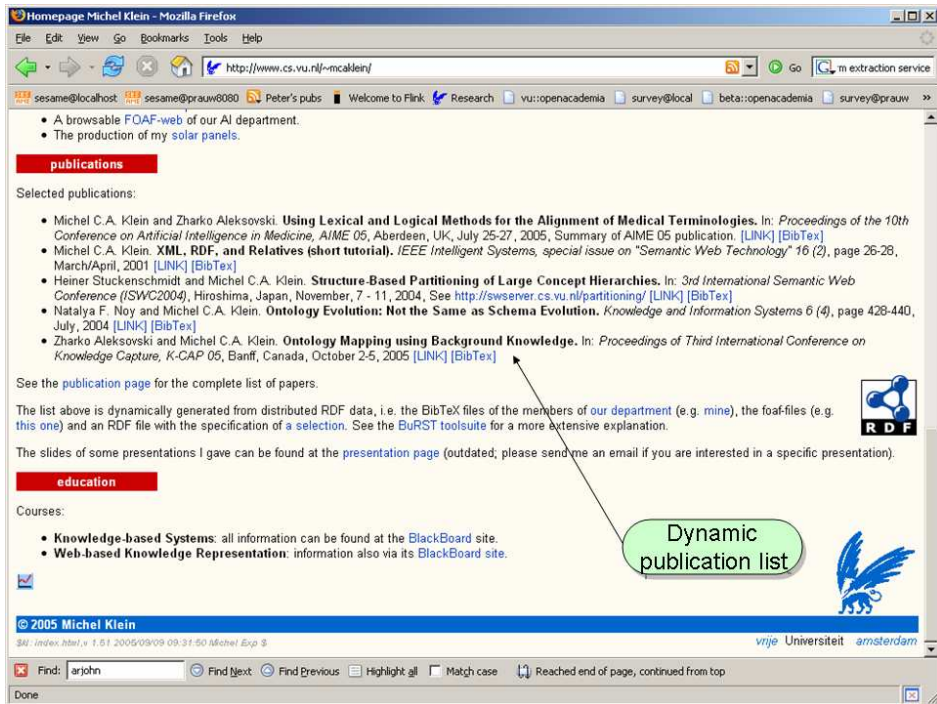 Homepage Michel Klein - Mozilla Firefox
File Edit View Go Bookmarks Tools Help
http://www.cs.vu.nl/~mcaklein/ Go m extraction service
sesame@localhost sesame@prauw8080 Peter's pubs Welcome to Flink Research vu::openacademia survey@local beta::openacademia survey@prauw »
• A browsable FOAF-web of our AI department.
• The production of my solar panels.
publications
Selected publications:
• Michel C.A. Klein and Zharko Aleksovski. Using Lexical and Logical Methods for the Alignment of Medical Terminologies. In: Proceedings of the 10th
Conference on Artificial Intelligence in Medicine, AIME 05, Aberdeen, UK, July 25-27, 2005, Summary of AIME 05 publication. [LINK] [BibTex]
• Michel C.A. Klein. XML, RDF, and Relatives (short tutorial). IEEE Intelligent Systems, special issue on "Semantic Web Technology" 16 (2), page 26-28,
March/April, 2001 [LINK] [BibTex]
• Heiner Stuckenschmidt and Michel C.A. Klein. Structure-Based Partitioning of Large Concept Hierarchies. In: 3rd International Semantic Web
Conference (ISWC2004), Hiroshima, Japan, November, 7 - 11, 2004, See http://swserver.cs.vu.nl/partitioning/ [LINK] [BibTex]
• Natalya F. Noy and Michel C.A. Klein. Ontology Evolution: Not the Same as Schema Evolution. Knowledge and Information Systems 6 (4), page 428-440,
July, 2004 [LINK] [BibTex]
• Zharko Aleksovski and Michel C.A. Klein. Ontology Mapping using Background Knowledge. In: Proceedings of Third International Conference on
Knowledge Capture, K-CAP 05, Banff, Canada, October 2-5, 2005 [LINK] [BibTex]
See the publication page for the complete list of papers.
The list above is dynamically generated from distributed RDF data, i.e. the BibTeX files of the members of our department (e.g. mine), the foaf-files (e.g.
this one) and an RDF file with the specification of a selection. See the BuRST toolsuite for a more extensive explanation.
RDF
The slides of some presentations I gave can be found at the presentation page (outdated; please send me an email if you are interested in a specific presentation).
education
Courses:
• Knowledge-based Systems: all information can be found at the BlackBoard site.
• Web-based Knowledge Representation: information also via its BlackBoard site.
Dynamic
publication list
© 2005 Michel Klein
$Id: index.html,v 1.51 2005/09/09 09:31:50 Michel Exp $ vrije Universiteit amsterdam
Find: arjohn Find Next Find Previous Highlight all Match case Reached end of page, continued from top
Done